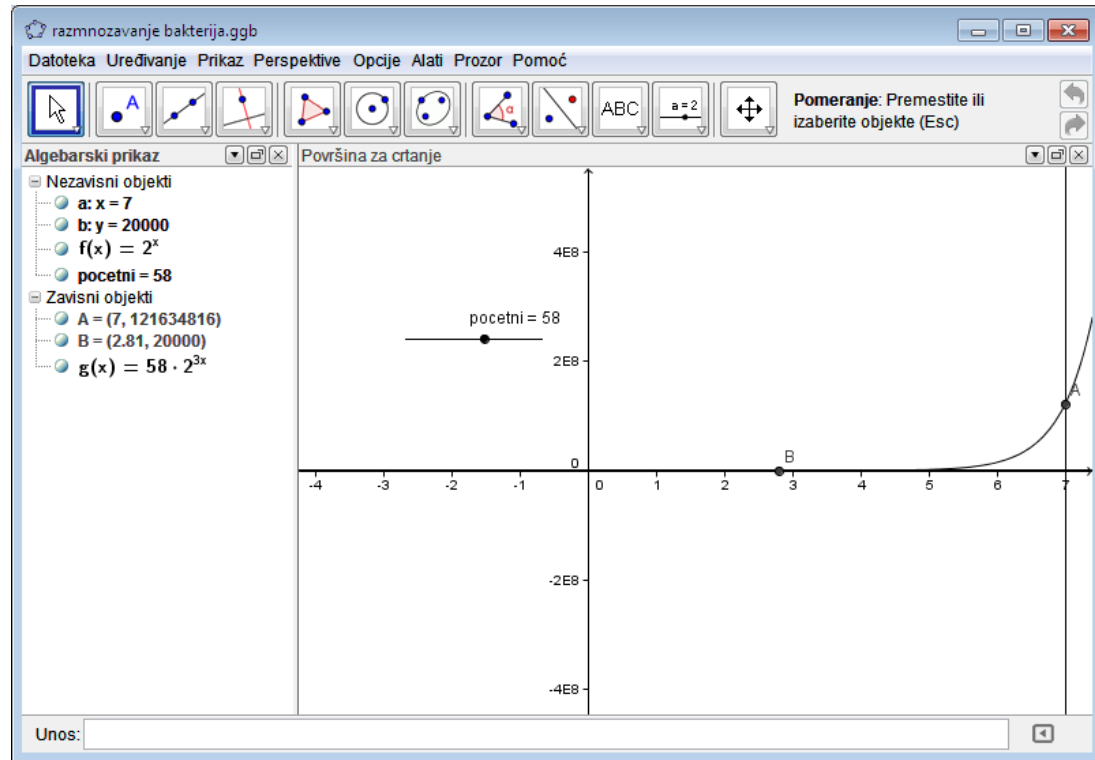 razmnozavanje bakterija.ggb
Datoteka Uređivanje Prikaz Perspektive Opcije Alati Prozor Pomoć
A
α
ABC
a = 2
Pomeranje: Premestite ili
izaberite objekte (Esc)
Algebarski prikaz
Površina za crtanje
Nezavisni objekti
a: x = 7
b: y = 20000
f(x) = 2ˣ
pocetni = 58
Zavisni objekti
A = (7, 121634816)
B = (2.81, 20000)
g(x) = 58 · 2³ˣ
4E8
pocetni = 58
2E8
A
B
0
-4 -3 -2 -1 0 1 2 3 4 5 6 7
-2E8
-4E8
Unos: